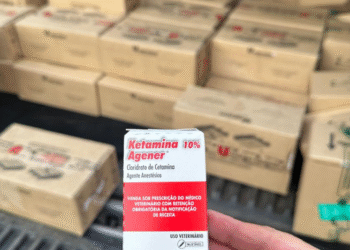 Ketamina 10%
Agener
Cloridrato de Cetamina
Agente Anestésico
VENDA SOB PRESCRIÇÃO DO MÉDICO
VETERINÁRIO COM RETENÇÃO
OBRIGATÓRIA DA NOTIFICAÇÃO
DE RECEITA
USO VETERINÁRIO